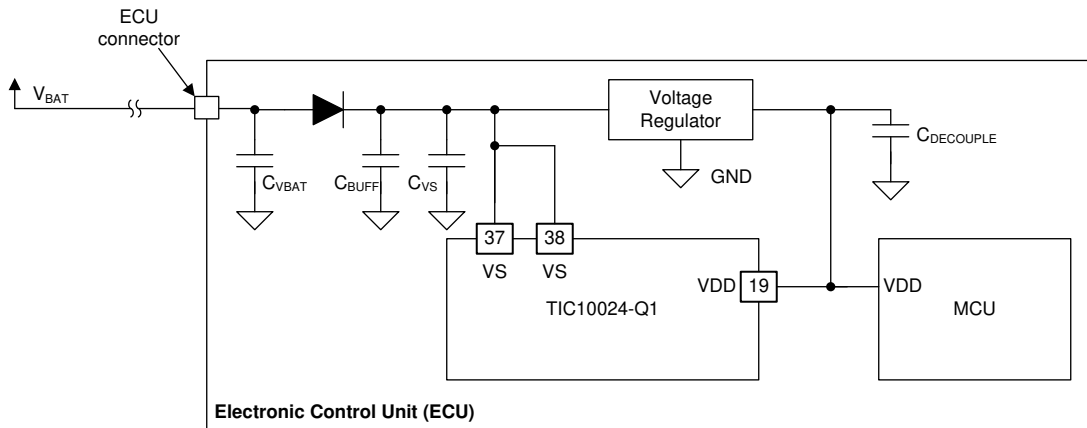 ECU
connector
VBAT
Voltage
Regulator
CDECOUPLE
CVBAT
CBUFF
CVS
GND
37
38
VS
VS
VDD
19
VDD
TIC10024-Q1
MCU
Electronic Control Unit (ECU)